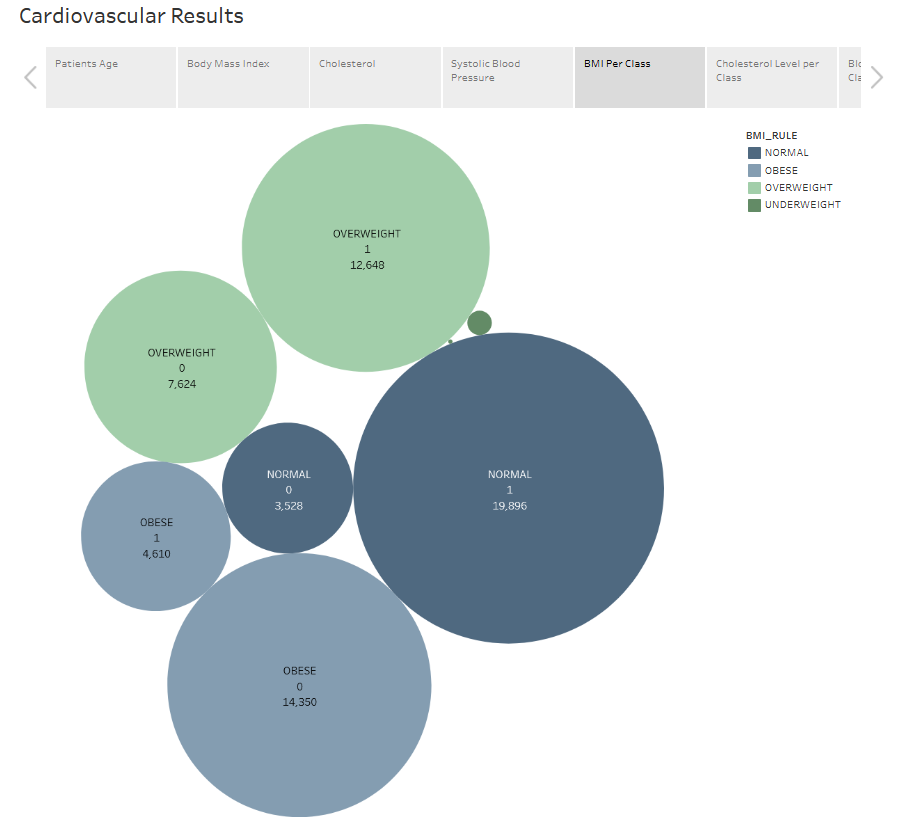 Cardiovascular Results
Patients Age
Body Mass Index
Cholesterol
Systolic Blood
Pressure
BMI Per Class
Cholesterol Level per
Class
Blo
Cla
BMI_RULE
NORMAL
OBESE
OVERWEIGHT
UNDERWEIGHT
OVERWEIGHT
1
12,648
OVERWEIGHT
0
7,624
NORMAL
0
3,528
NORMAL
1
19,896
OBESE
1
4,610
OBESE
0
14,350